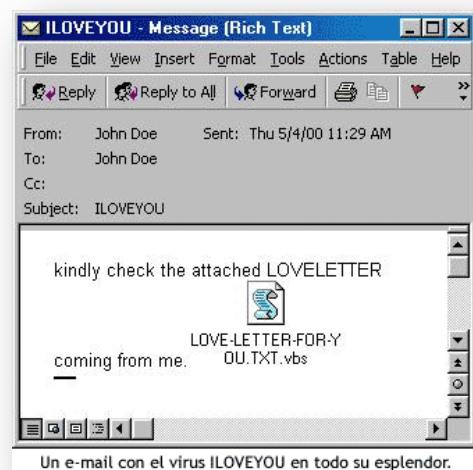 ILOVEYOU - Message (Rich Text)
File Edit View Insert Format Tools Actions Table Help
Reply Reply to All Forward
From: John Doe Sent: Thu 5/4/00 11:29 AM
To: John Doe
Cc:
Subject: ILOVEYOU
kindly check the attached LOVELETTER
LOVE-LETTER-FOR-Y
coming from me. OU.TXT.vbs
Un e-mail con el virus ILOVEYOU en todo su esplendor.